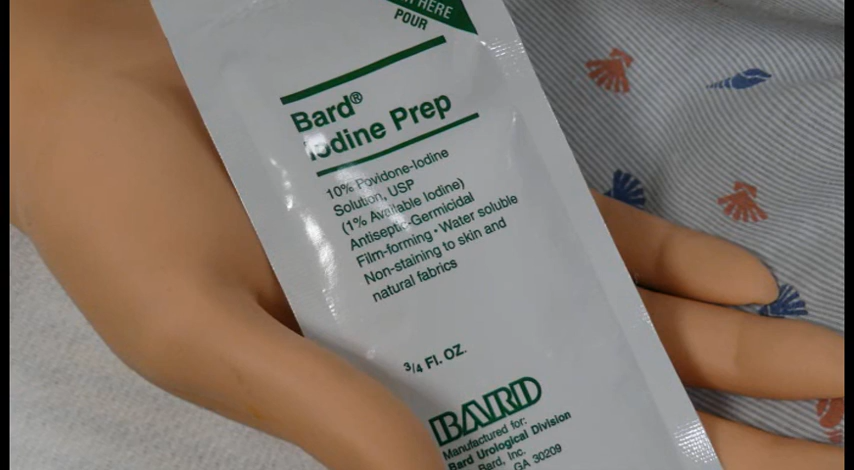 HERE
POUR
Bard®
Iodine Prep
10% Povidone-Iodine
Solution, USP
(1% Available Iodine)
Antiseptic-Germicidal
Film-forming • Water soluble
Non-staining to skin and
natural fabrics
3/4 Fl. OZ.
BARD
Manufactured for:
Bard Urological Division
Bard, Inc.
GA 30209